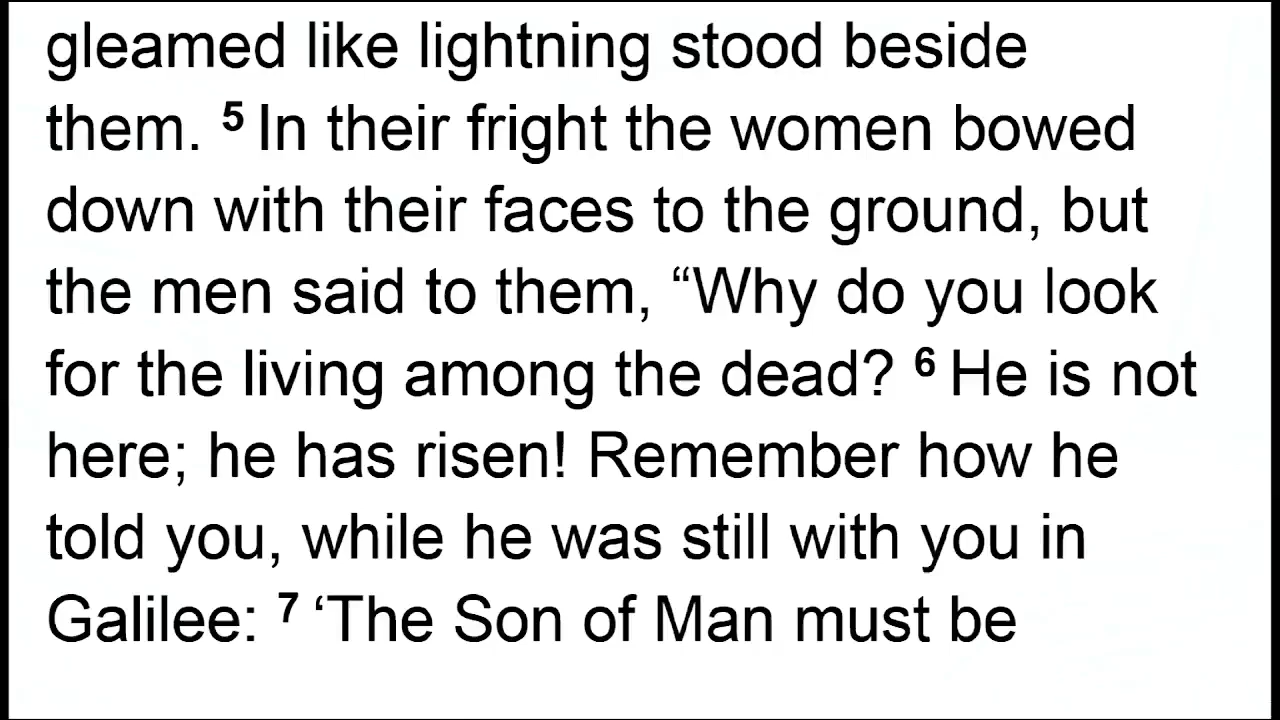 gleamed like lightning stood beside
them. ⁵ In their fright the women bowed
down with their faces to the ground, but
the men said to them, “Why do you look
for the living among the dead? ⁶ He is not
here; he has risen! Remember how he
told you, while he was still with you in
Galilee: ⁷ ‘The Son of Man must be